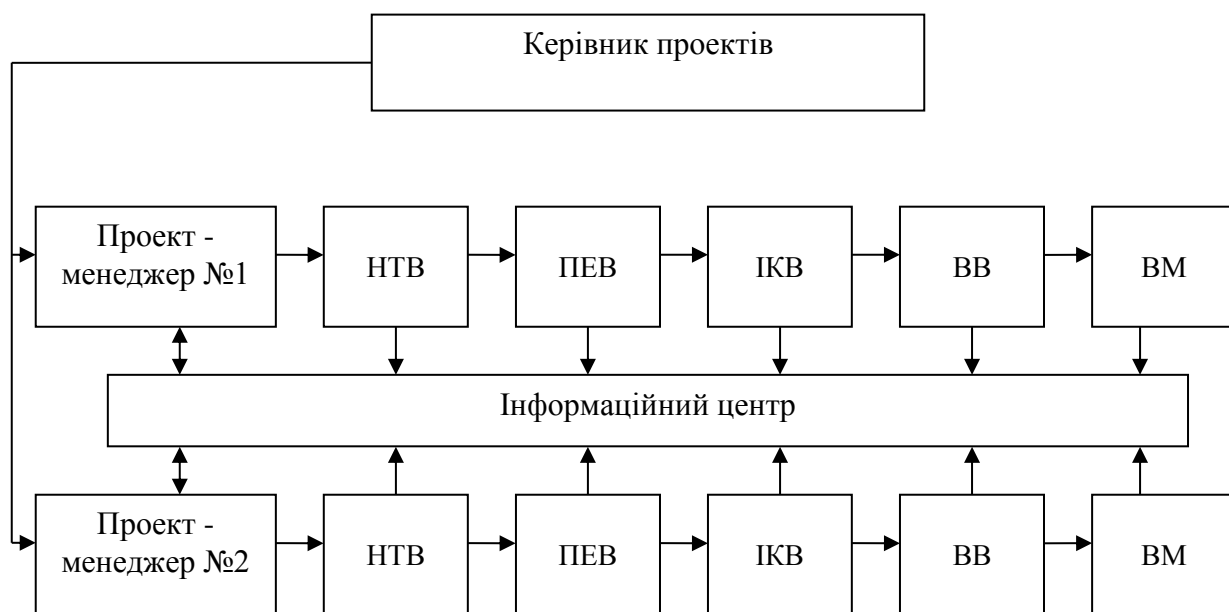 Керівник проектів
Проект -
менеджер №1
НТВ
ПЕВ
ІКВ
ВВ
ВМ
Інформаційний центр
Проект -
менеджер №2
НТВ
ПЕВ
ІКВ
ВВ
ВМ